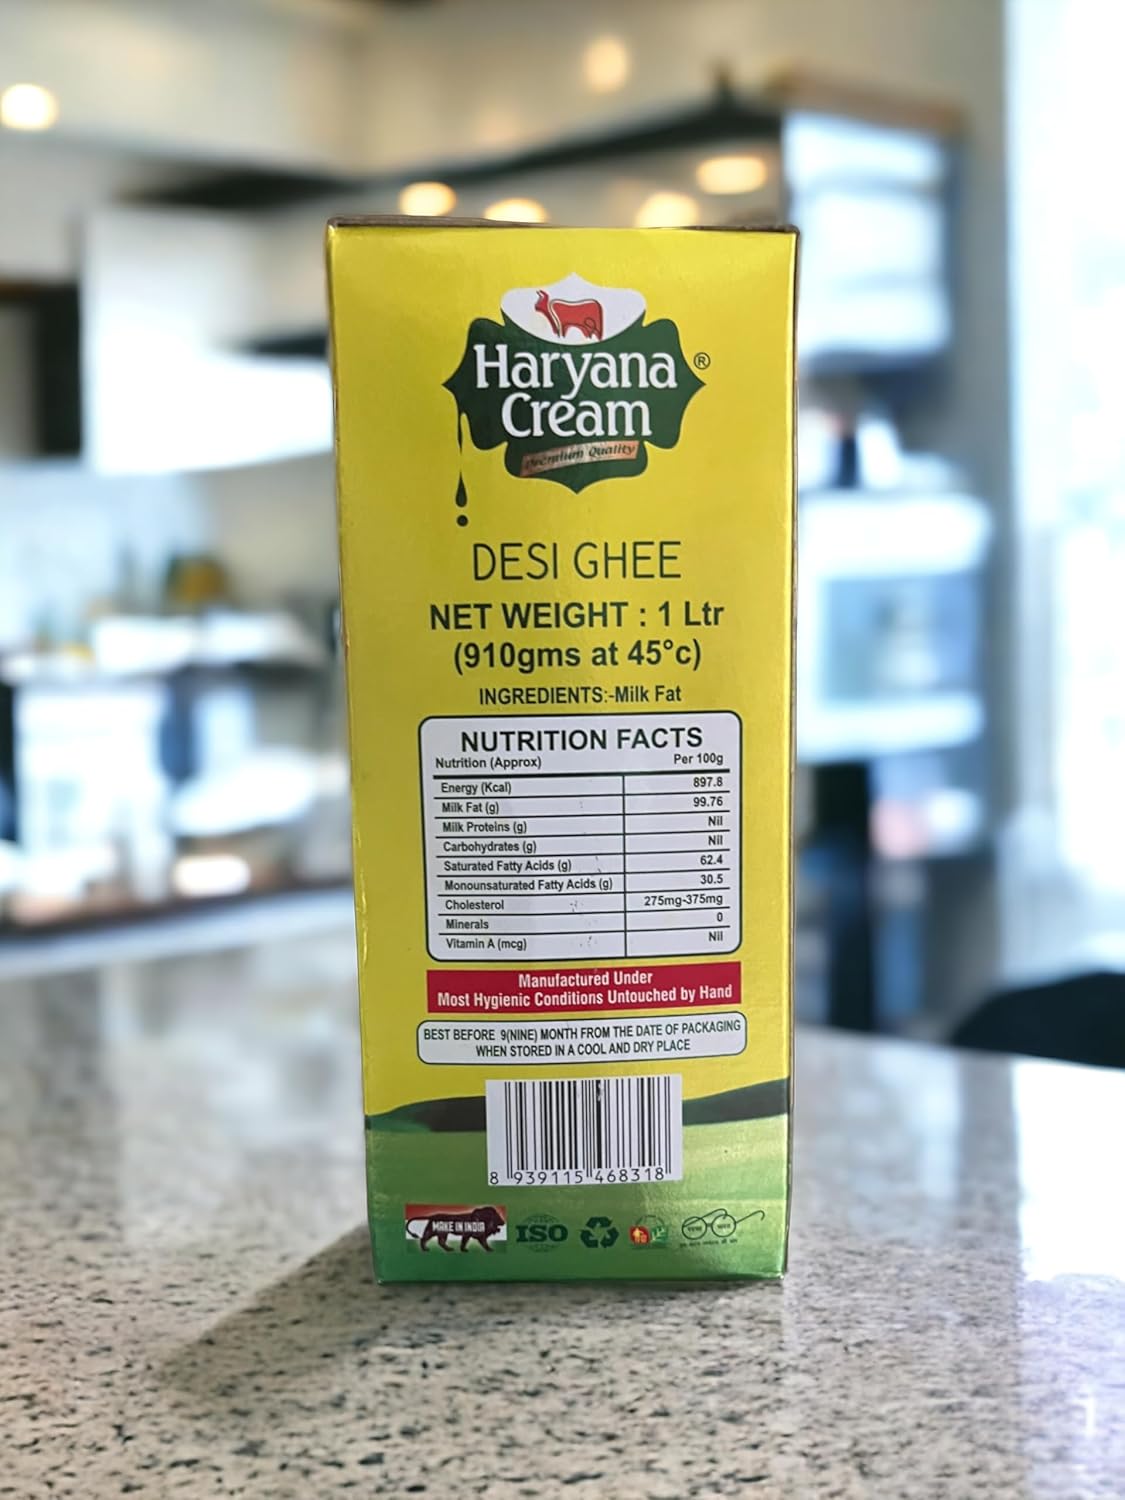 Haryana ®
Cream
Premium Quality
DESI GHEE
NET WEIGHT : 1 Ltr
(910gms at 45°c)
INGREDIENTS:-Milk Fat
NUTRITION FACTS
Nutrition (Approx) Per 100g
Energy (Kcal) 897.8
Milk Fat (g) 99.76
Milk Proteins (g) Nil
Carbohydrates (g) Nil
Saturated Fatty Acids (g) 62.4
Monounsaturated Fatty Acids (g) 30.5
Cholesterol 275mg-375mg
Minerals 0
Vitamin A (mcg) Nil
Manufactured Under
Most Hygienic Conditions Untouched by Hand
BEST BEFORE 9(NINE) MONTH FROM THE DATE OF PACKAGING
WHEN STORED IN A COOL AND DRY PLACE
8 939115 468318
MAKE IN INDIA ISO